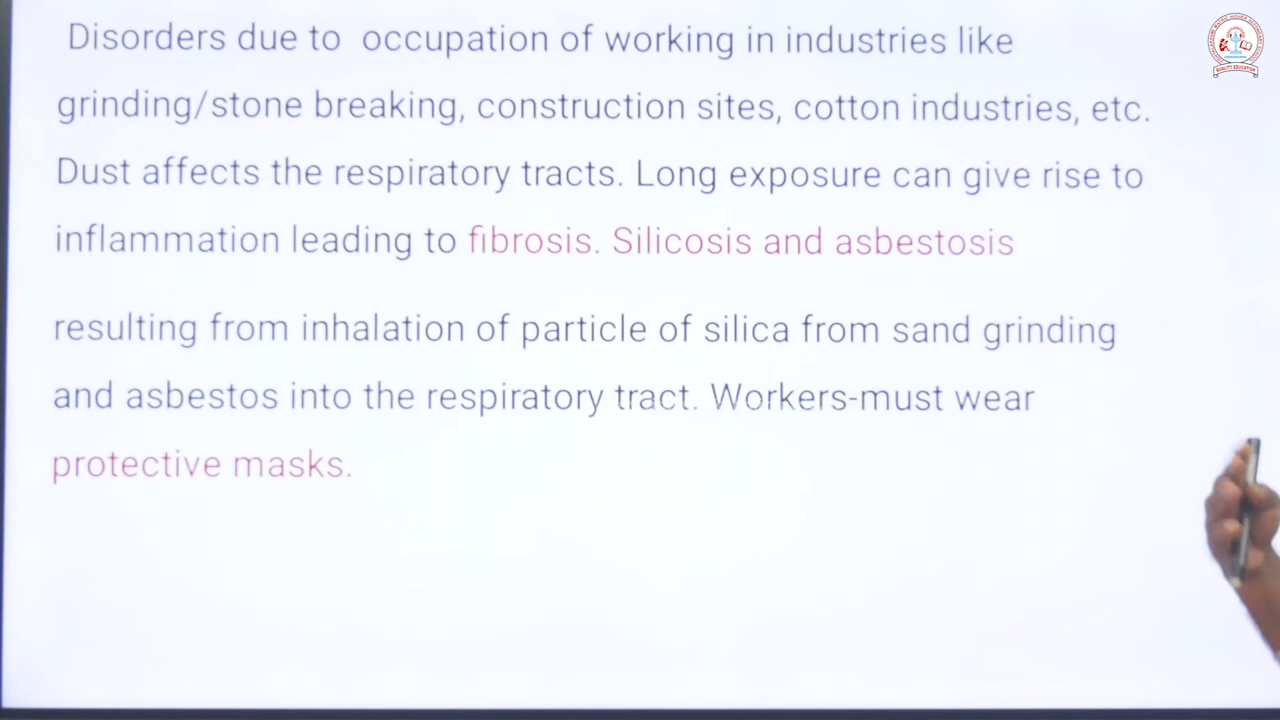 Disorders due to occupation of working in industries like
grinding/stone breaking, construction sites, cotton industries, etc.
Dust affects the respiratory tracts. Long exposure can give rise to
inflammation leading to fibrosis. Silicosis and asbestosis
resulting from inhalation of particle of silica from sand grinding
and asbestos into the respiratory tract. Workers-must wear
protective masks.
QUALITY EDUCATION